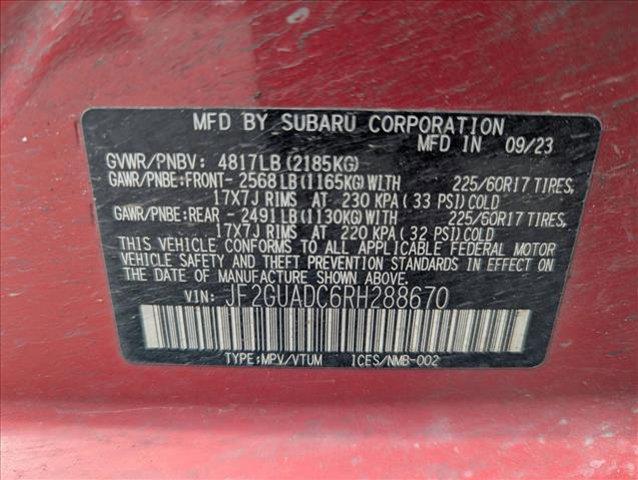 MFD BY SUBARU CORPORATION
MFD IN 09/23
GVWR/PNBV: 4817LB(2185KG)
GAWR/PNBE:FRONT-2568LB(1165KG)WITH 225/60R17 TIRES,
17X7J RIMS AT 230 KPA( 33 PSI)COLD
GAWR/PNBE:REAR -2491LB(1130KG)WITH 225/60R17 TIRES,
17X7J RIMS AT 220 KPA( 32 PSI)COLD
THIS VEHICLE CONFORMS TO ALL APPLICABLE FEDERAL MOTOR
VEHICLE SAFETY AND THEFT PREVENTION STANDARDS IN EFFECT ON
THE DATE OF MANUFACTURE SHOWN ABOVE.
VIN: JF2GUADC6RH288670
TYPE:MPV/VTUM ICES/NMB-002